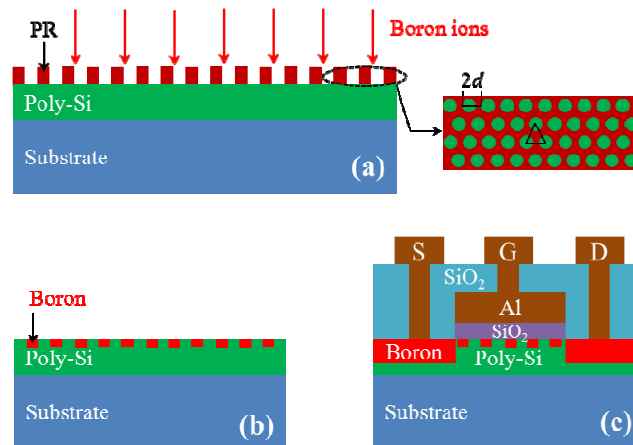 PR
Boron ions
2d
Poly-Si
Substrate
(a)
Boron
Poly-Si
Substrate
(b)
S G D
SiO₂
Al
SiO₂
Boron Poly-Si
Substrate
(c)